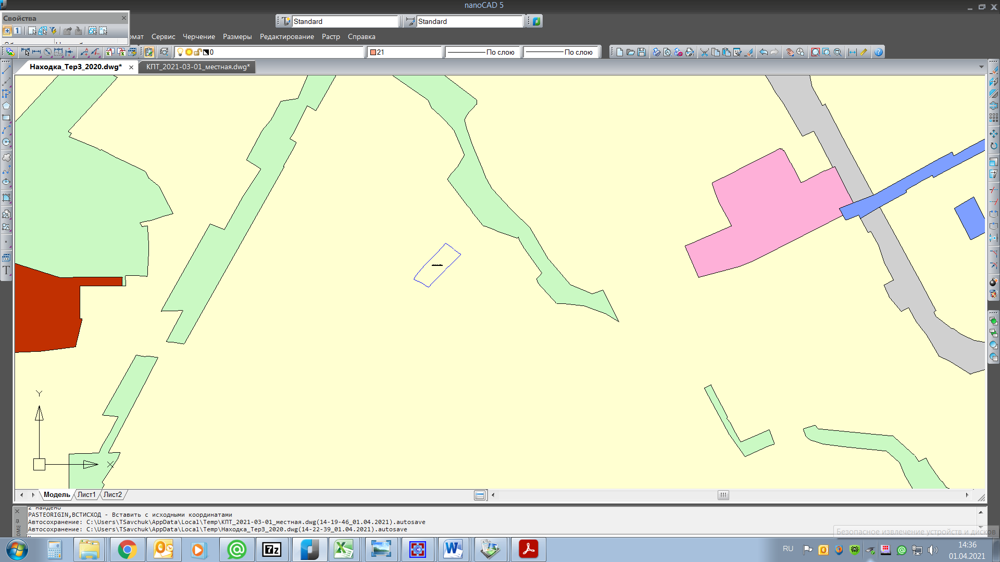 nanoCAD 5
Свойства
Standard
Standard
мат Сервис Черчение Размеры Редактирование Растр Справка
0
21
По слою
По слою
Находка_Тер3_2020.dwg*
КПТ_2021-03-01_местная.dwg*
Y
X
Модель Лист1 Лист2
2 найдено
PASTEORIGIN,ВСТИСХОД - Вставить с исходными координатами
Автосохранение: C:\Users\TSavchuk\AppData\Local\Temp\КПТ_2021-03-01_местная.dwg(14-19-46_01.04.2021).autosave
Автосохранение: C:\Users\TSavchuk\AppData\Local\Temp\Находка_Тер3_2020.dwg(14-22-39_01.04.2021).autosave
Безопасное извлечение устройств и дисков
7z
RU
14:36
01.04.2021